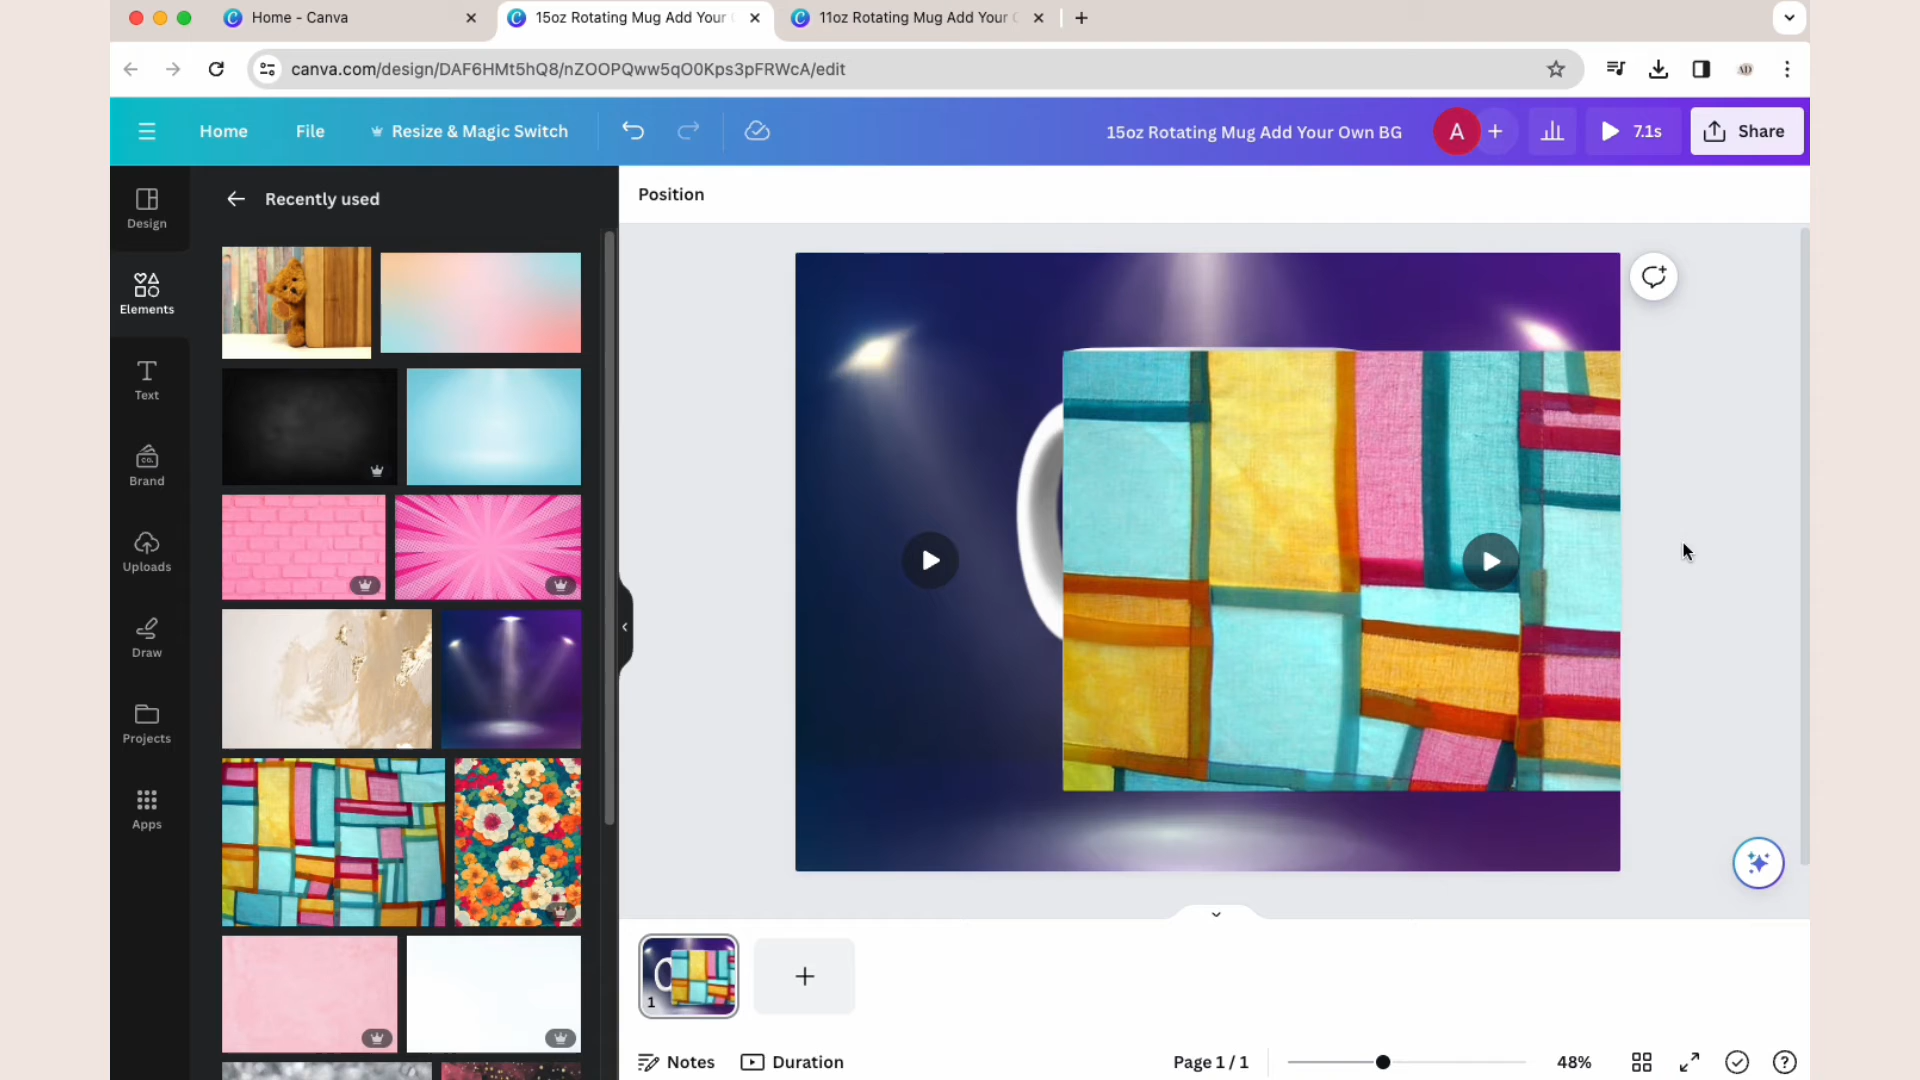 Home - Canva
15oz Rotating Mug Add Your
11oz Rotating Mug Add Your
canva.com/design/DAF6HMt5hQ8/nZOOPQww5qO0Kps3pFRWcA/edit
AD
Home
File
Resize & Magic Switch
15oz Rotating Mug Add Your Own BG
A
7.1s
Share
Design
Elements
Text
Brand
Uploads
Draw
Projects
Apps
Recently used
Position
1
Notes
Duration
Page 1 / 1
48%